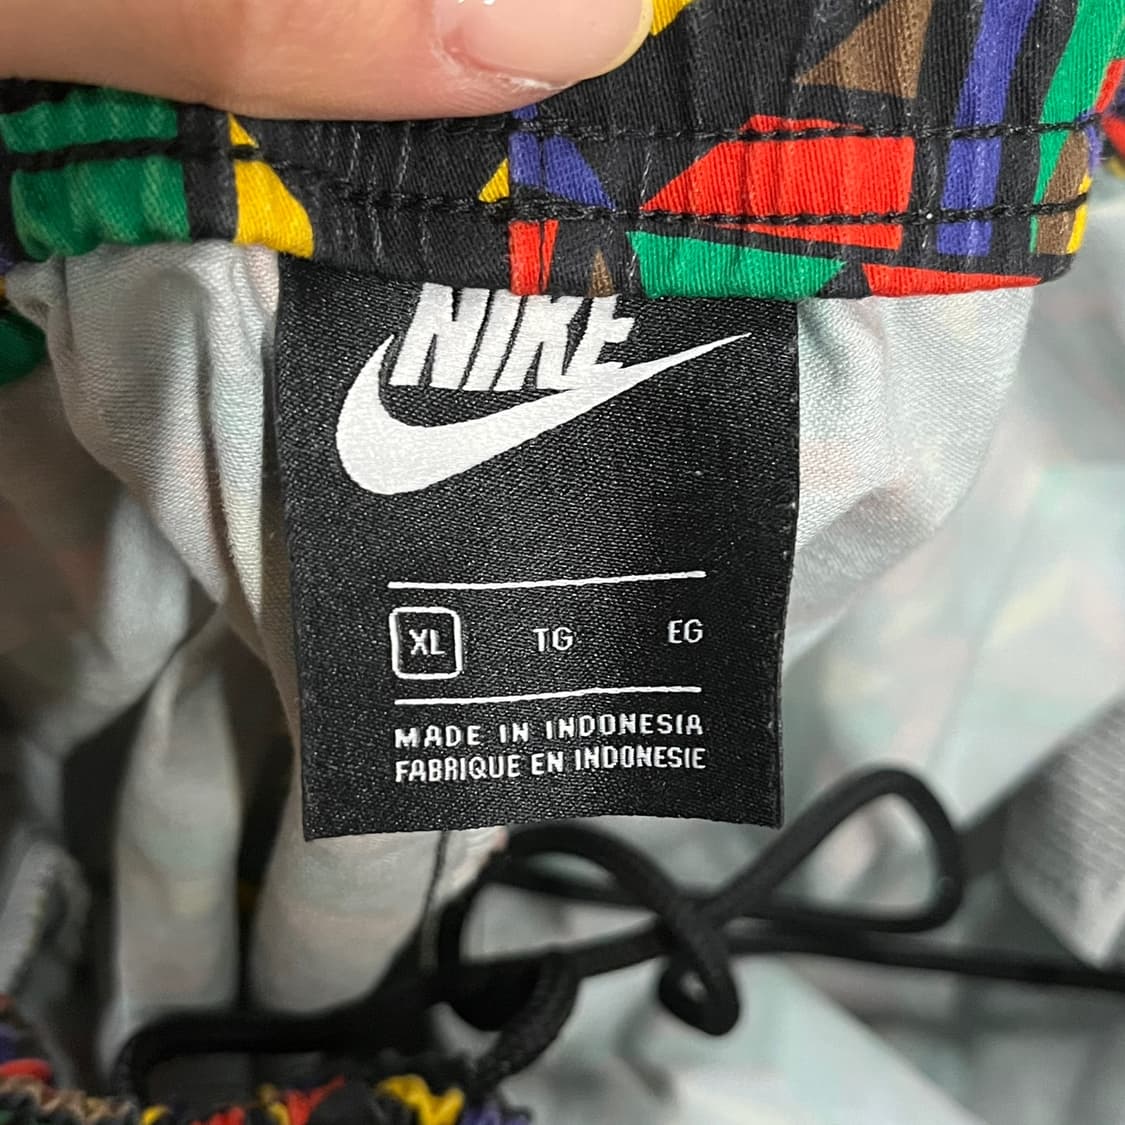 NIKE
XL TG EG
MADE IN INDONESIA
FABRIQUE EN INDONESIE